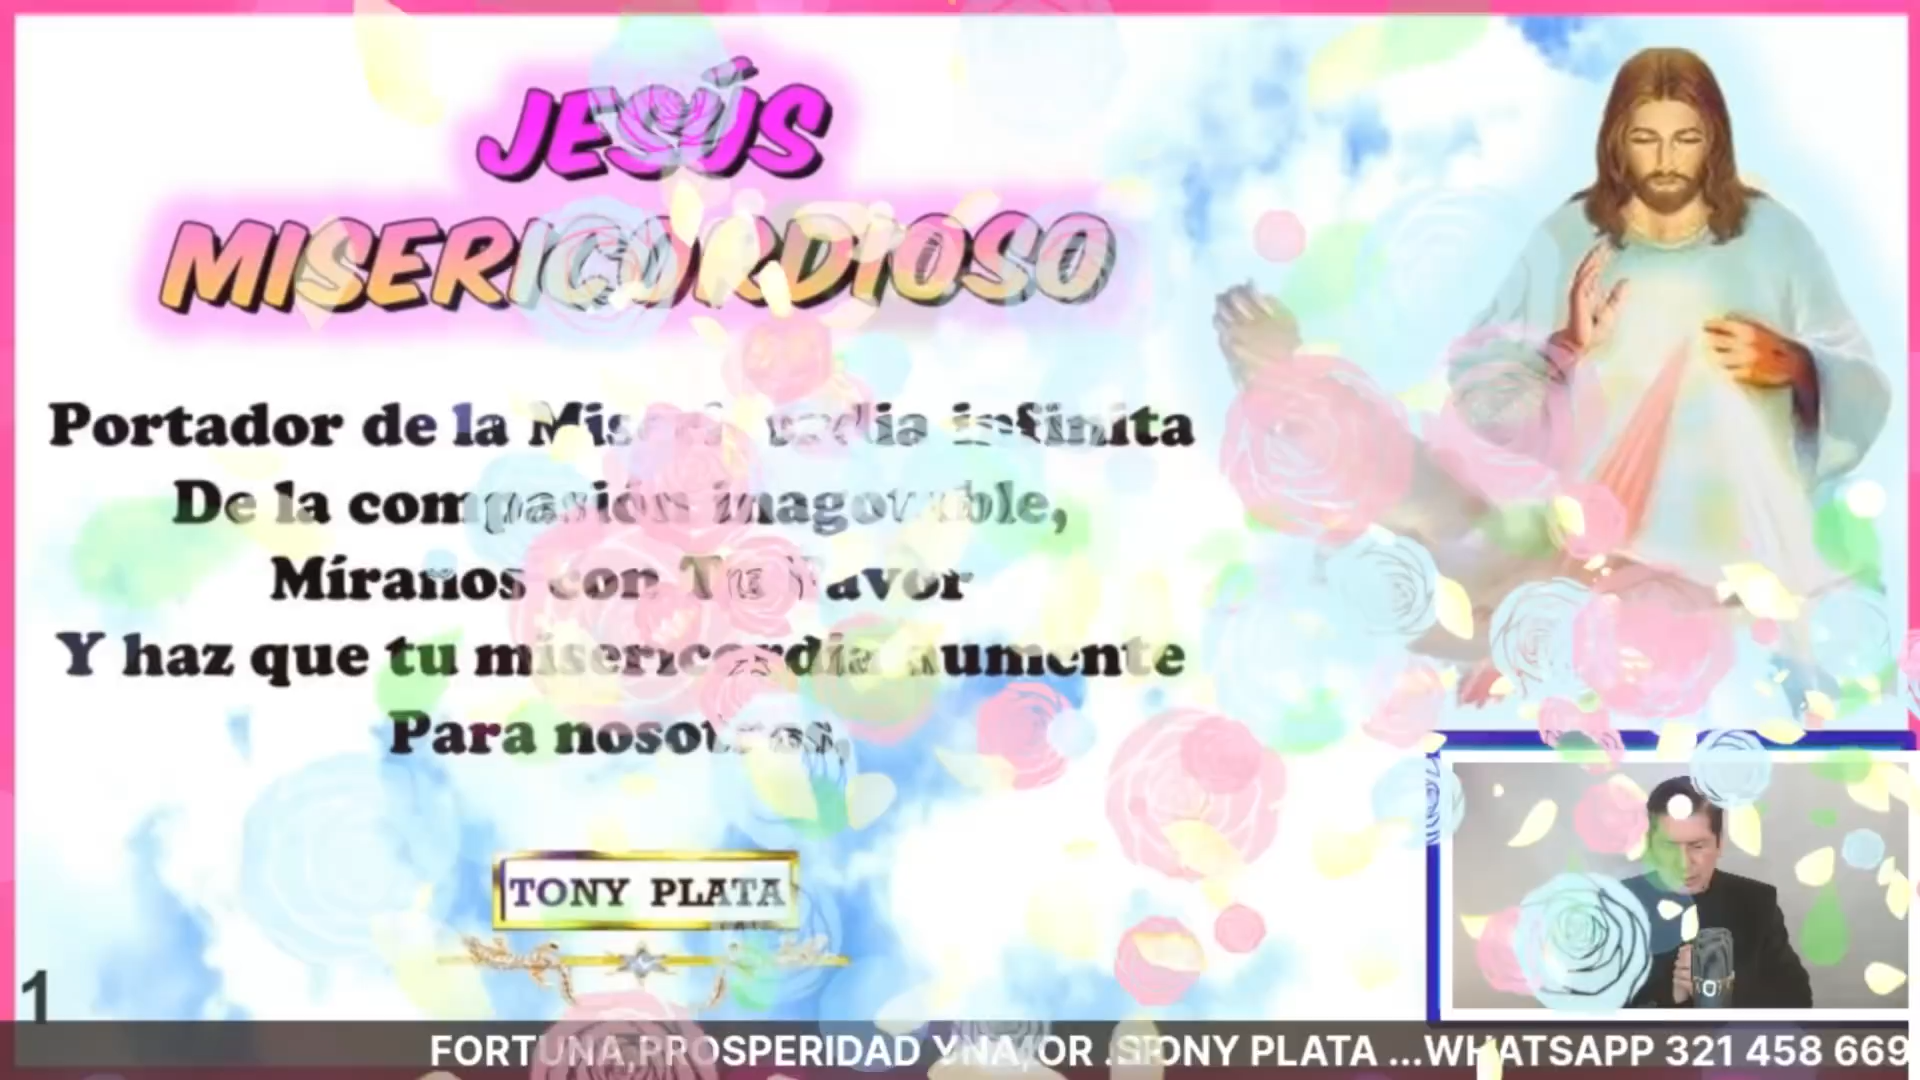 JESÚS
MISERICORDIOSO
Portador de la Misericordia infinita
De la compasión inagotable,
Míranos con Tu Favor
Y haz que tu misericordia aumente
Para nosotros,
TONY PLATA
1
FORTUNA,PROSPERIDAD TONY PLATA ...WHATSAPP 321 458 669